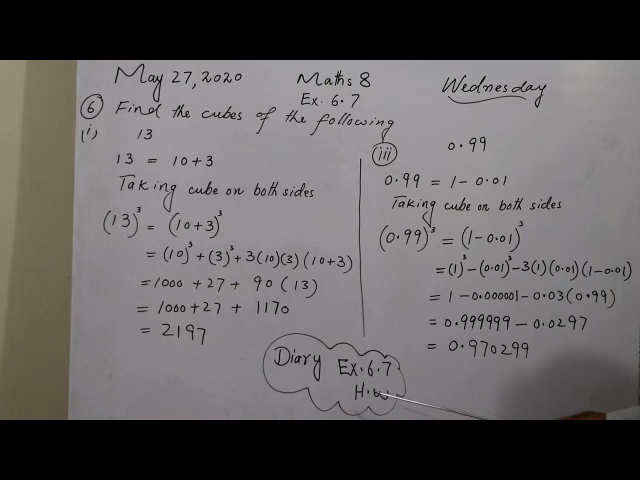 May 27, 2020 Maths 8 Wednesday
Ex. 6.7
⑥ Find the cubes of the following
(i) 13
13 = 10+3
Taking cube on both sides
(13)³ = (10+3)³
= (10)³ + (3)³ + 3(10)(3)(10+3)
= 1000 + 27 + 90 (13)
= 1000 + 27 + 1170
= 2197
(iii) 0.99
0.99 = 1 - 0.01
Taking cube on both sides
(0.99)³ = (1-0.01)³
= (1)³ - (0.01)³ - 3(1)(0.01)(1-0.01)
= 1 - 0.000001 - 0.03(0.99)
= 0.999999 - 0.0297
= 0.970299
Diary Ex. 6.7
H.w